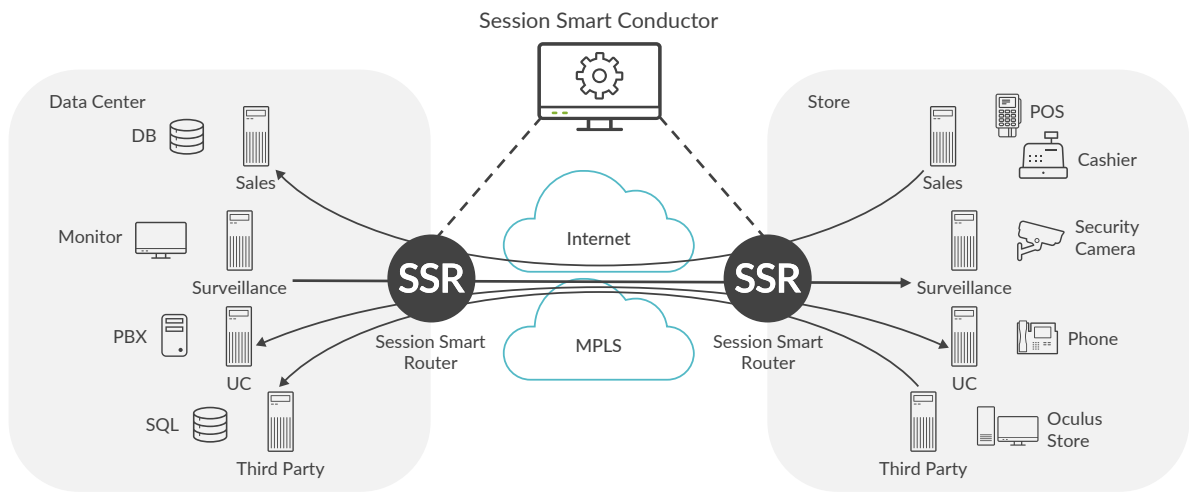 Session Smart Conductor
Data Center
DB
Sales
Monitor
Surveillance
PBX
UC
SQL
Third Party
SSR
Session Smart
Router
Internet
MPLS
SSR
Session Smart
Router
Store
POS
Cashier
Sales
Security
Camera
Surveillance
Phone
UC
Oculus
Store
Third Party